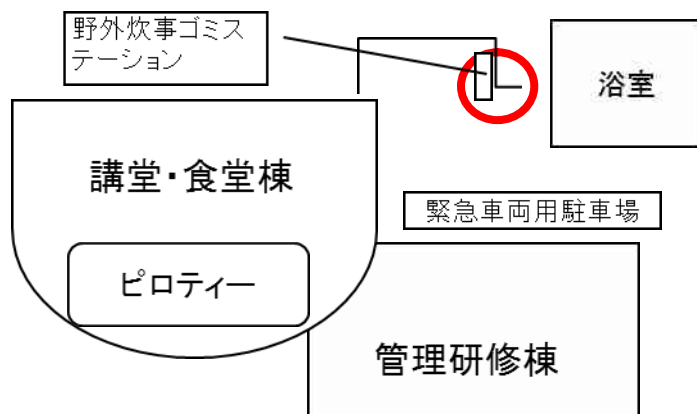 野外炊事ゴミス
テーション
浴室
講堂・食堂棟
緊急車両用駐車場
ピロティー
管理研修棟